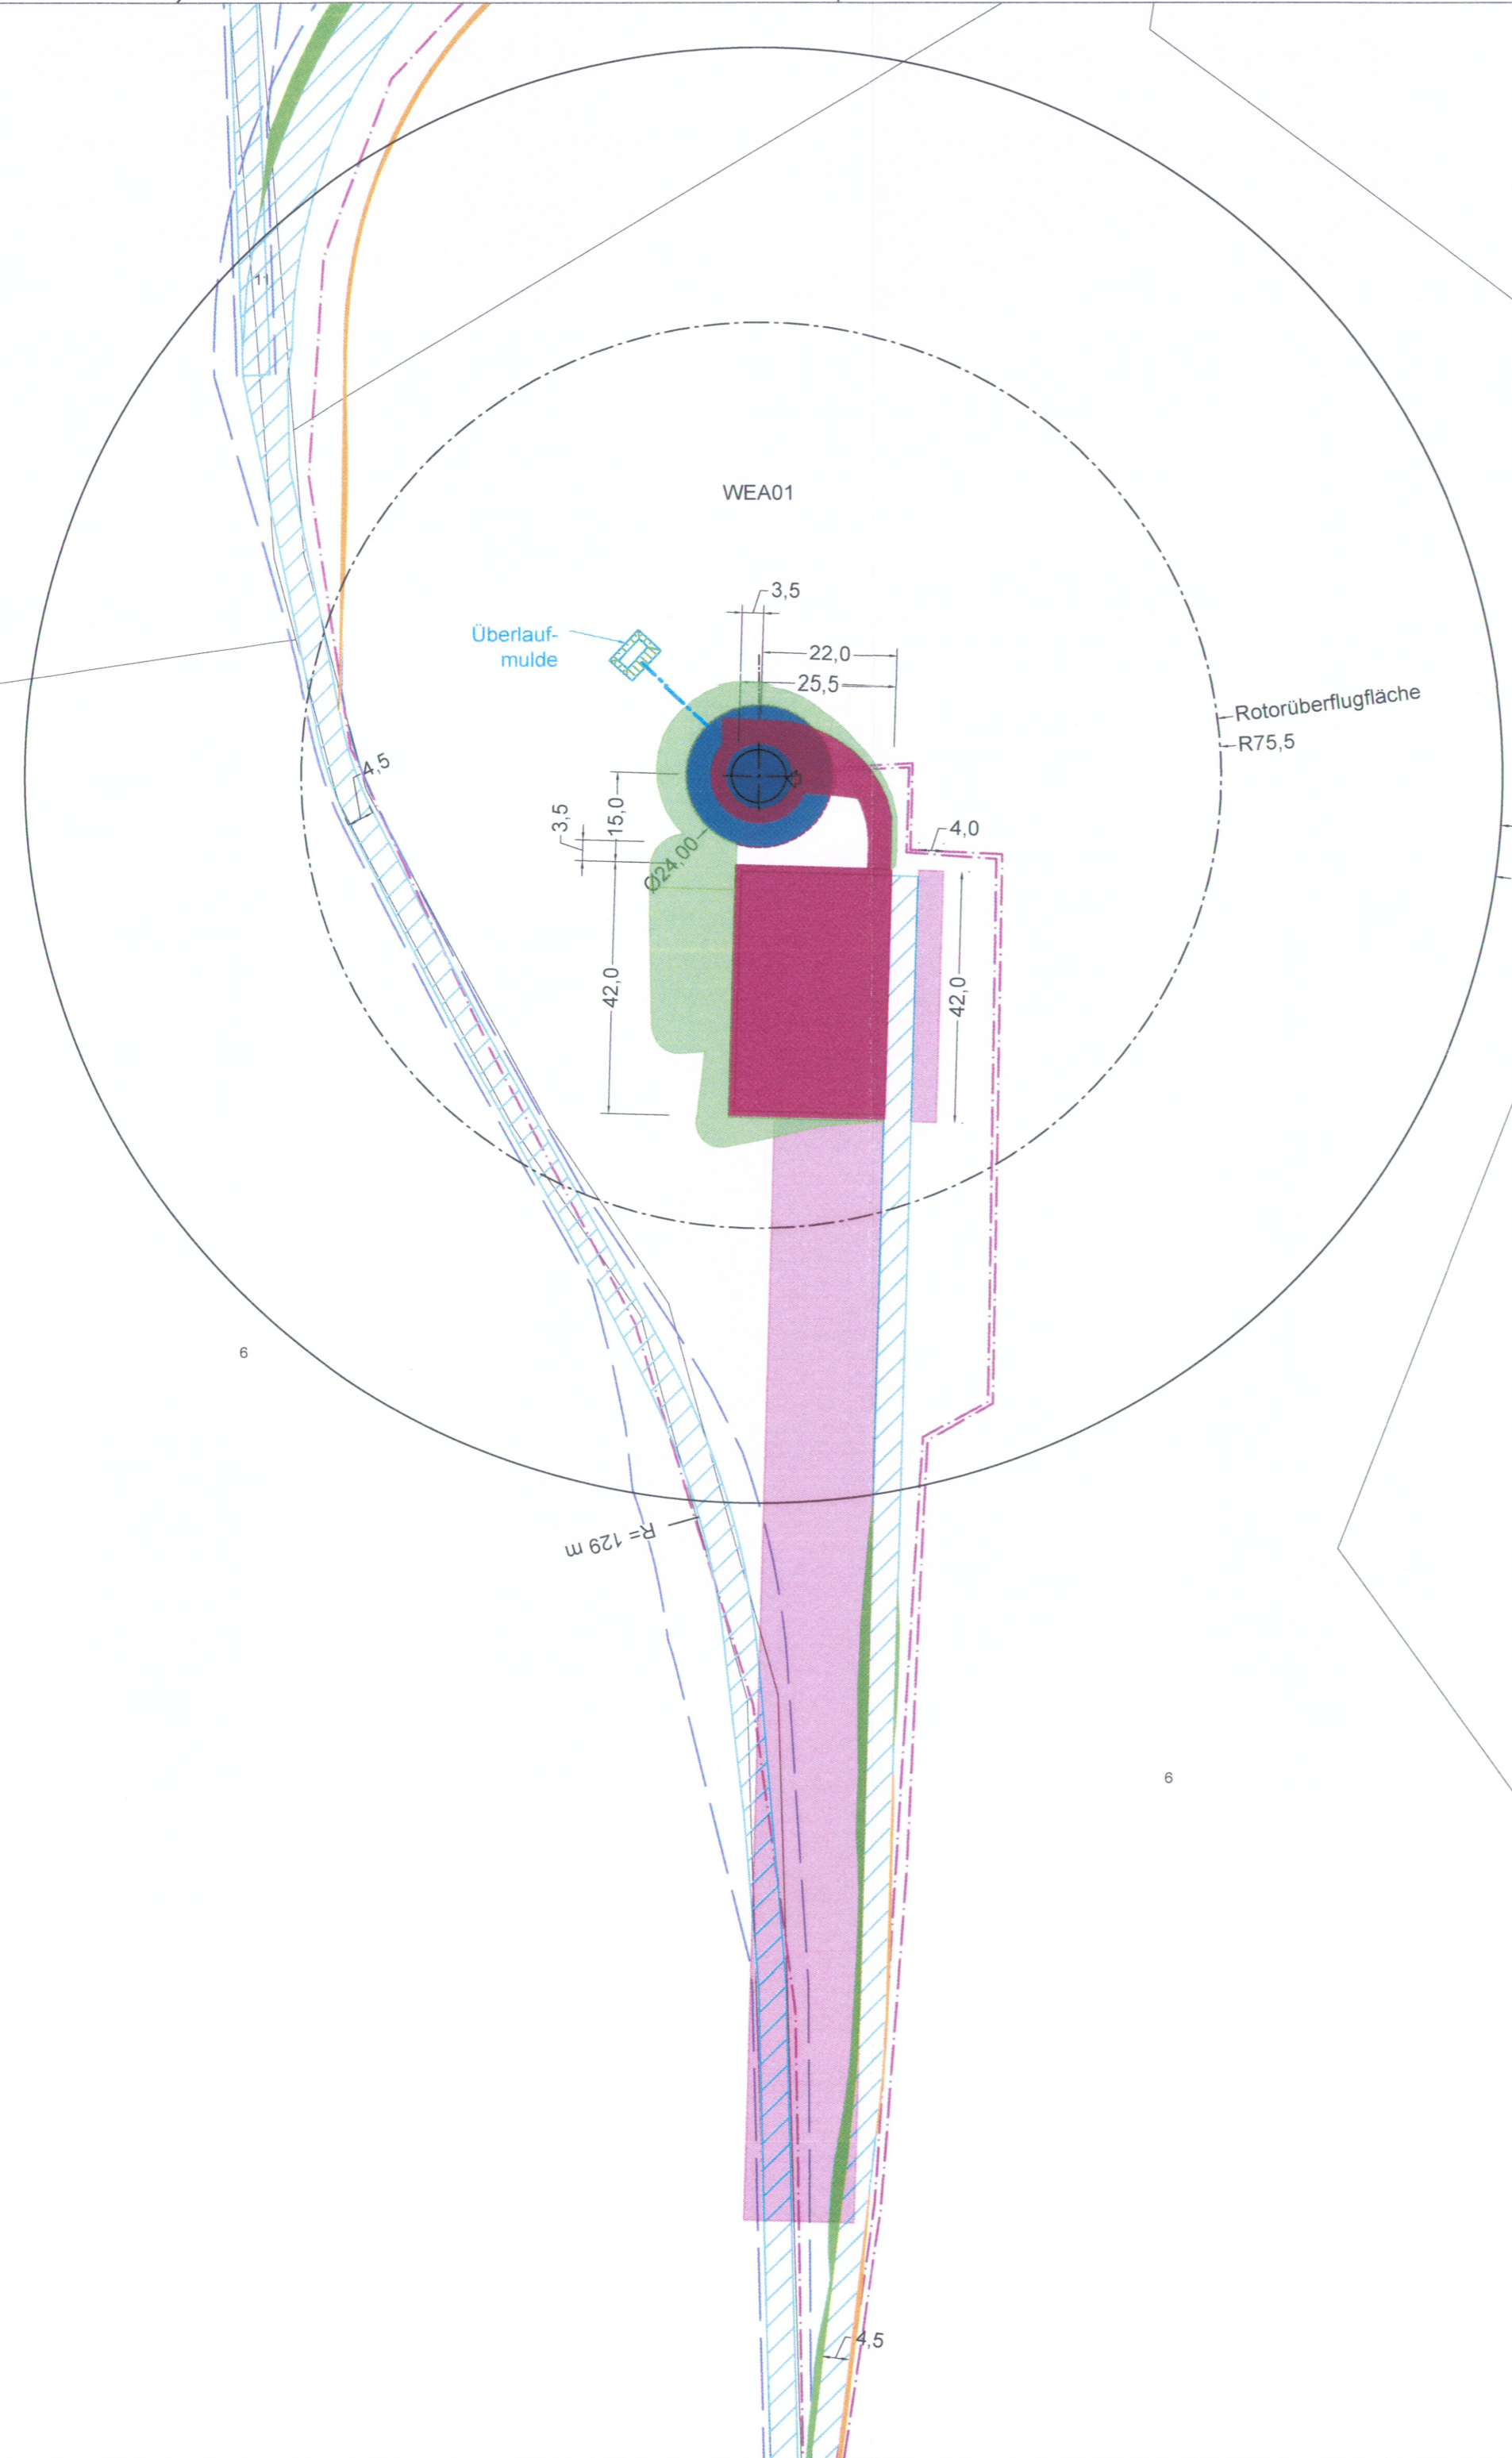 11
WEA01
3,5
Überlauf-
mulde
22,0
25,5
Rotorüberflugfläche
R75,5
4,5
3,5
15,0
4,0
Ø24,00
42,0
42,0
6
R= 129 m
6
4,5